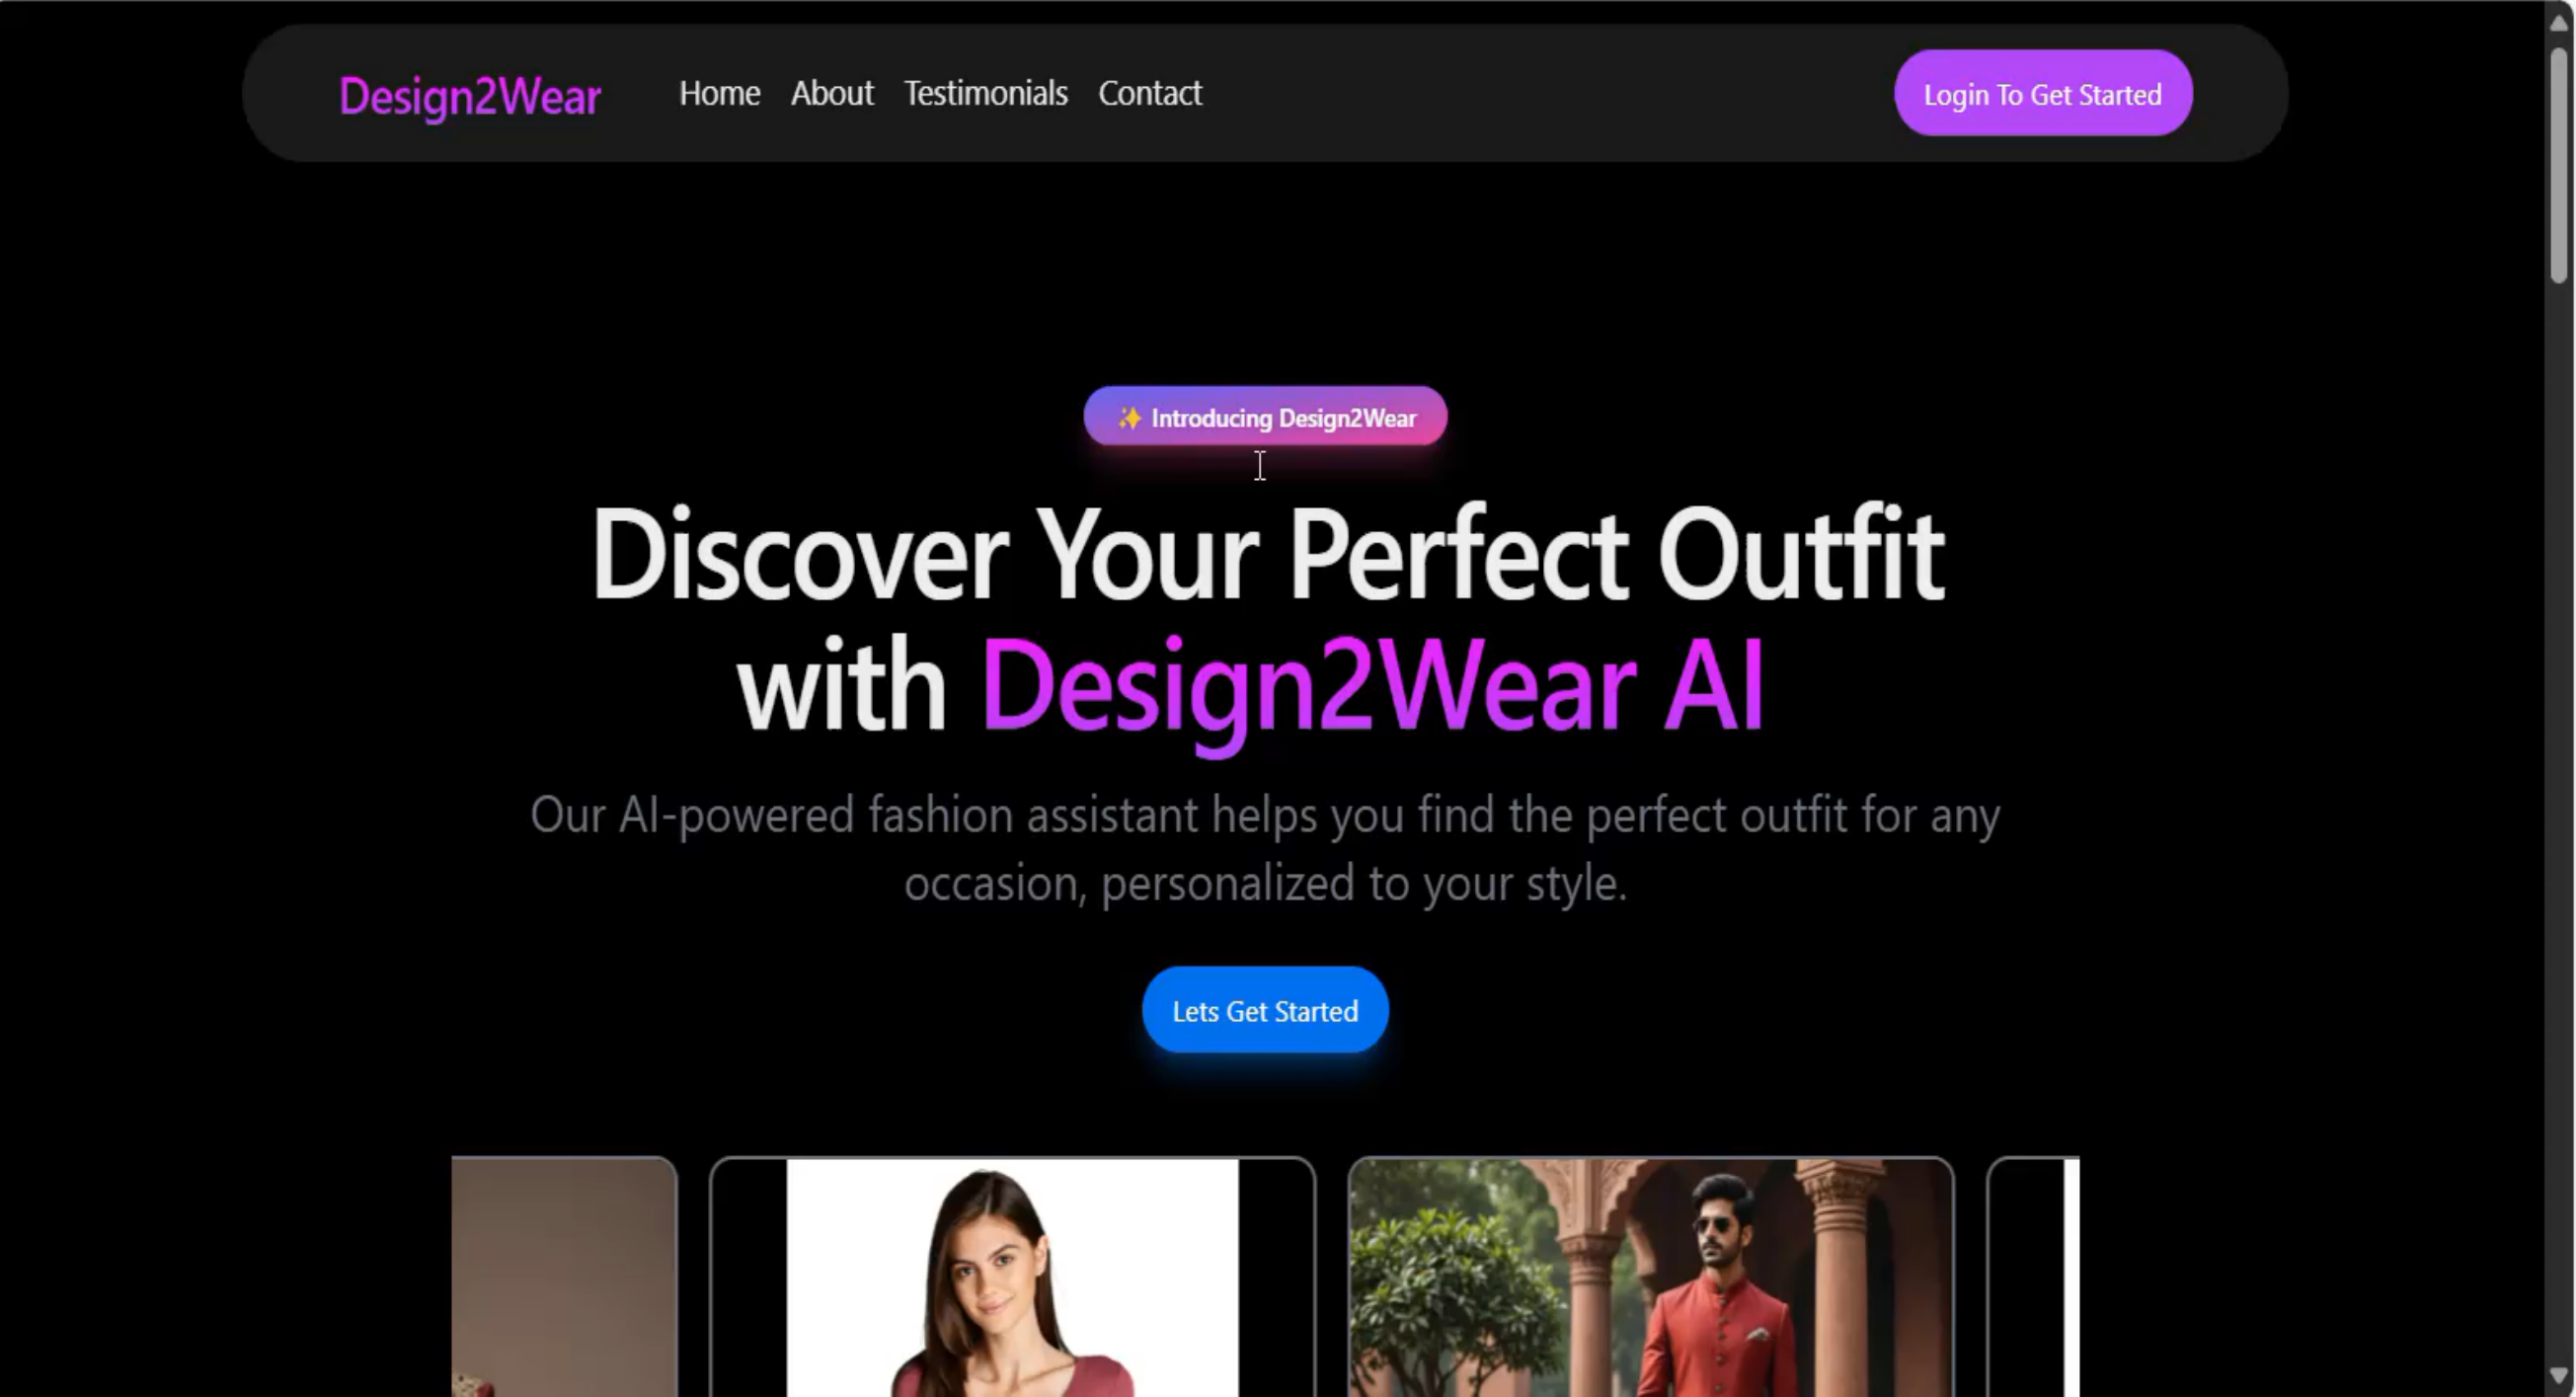 Design2Wear Home About Testimonials Contact Login To Get Started
✨ Introducing Design2Wear
Discover Your Perfect Outfit
with Design2Wear AI
Our AI-powered fashion assistant helps you find the perfect outfit for any
occasion, personalized to your style.
Lets Get Started